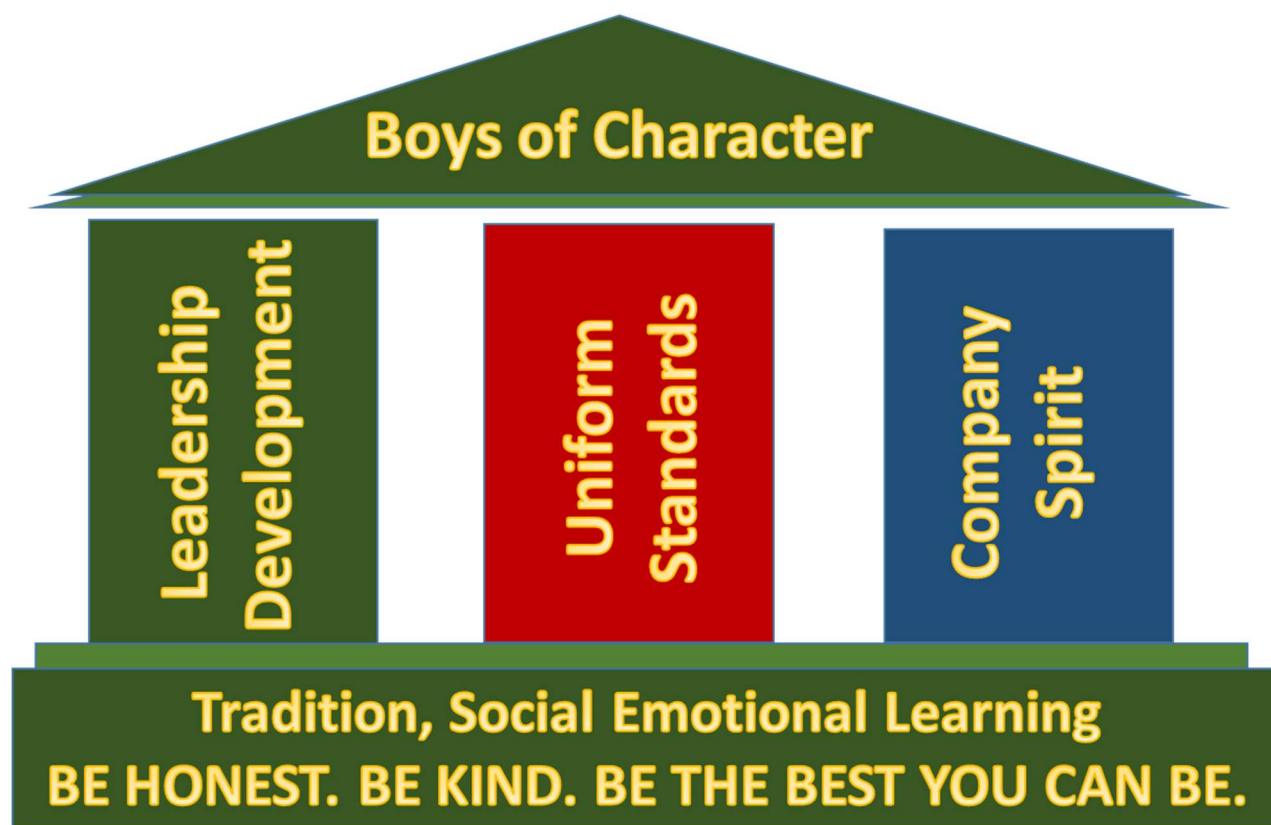 Boys of Character
Leadership
Development
Uniform
Standards
Company
Spirit
Tradition, Social Emotional Learning
BE HONEST. BE KIND. BE THE BEST YOU CAN BE.